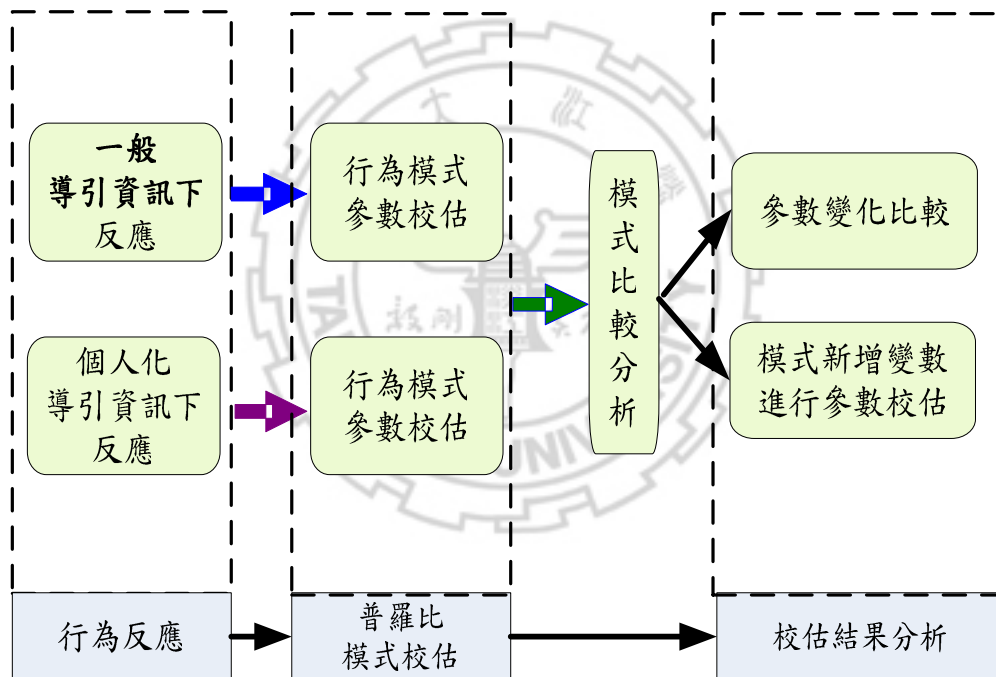 一般
導引資訊下
反應
行為模式
參數校估
個人化
導引資訊下
反應
行為模式
參數校估
模式比較分析
參數變化比較
模式新增變數
進行參數校估
行為反應
普羅比
模式校估
校估結果分析